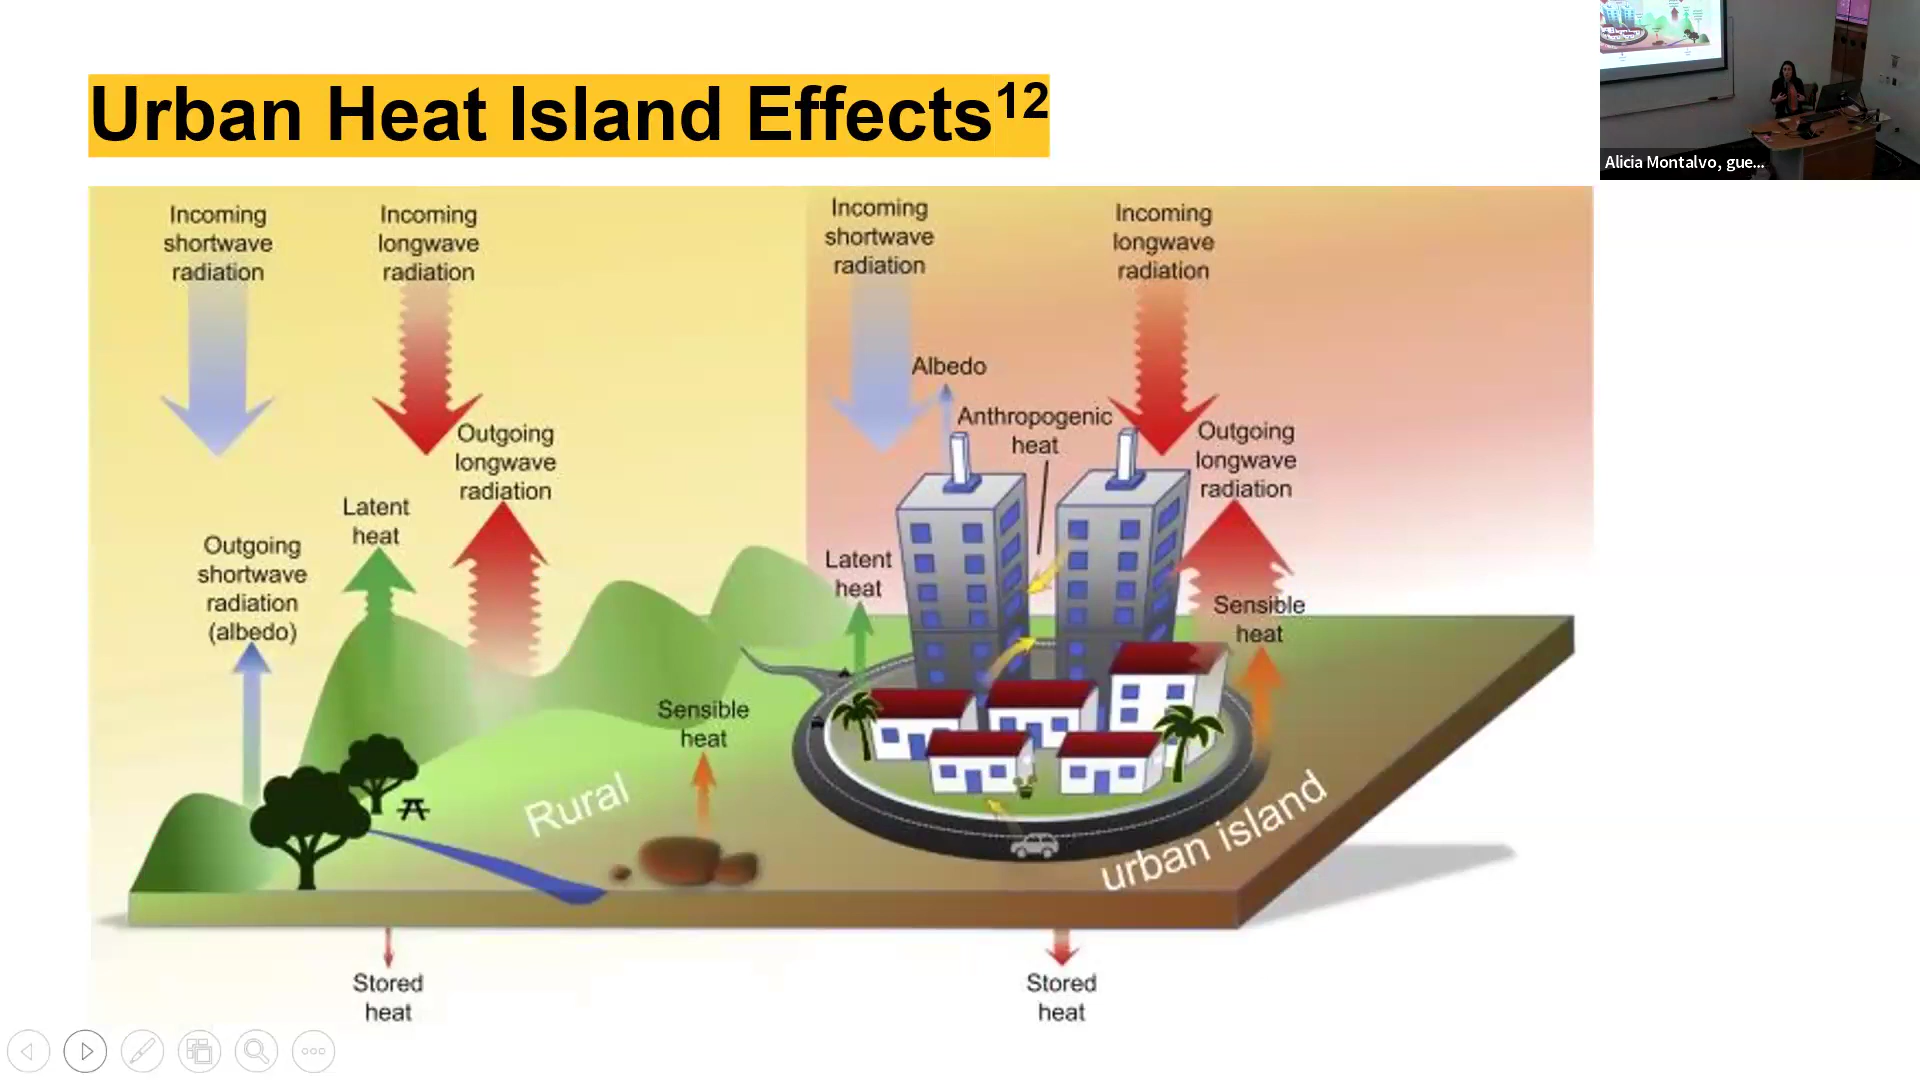 Urban Heat Island Effects12
Incoming
shortwave
radiation
Incoming
longwave
radiation
Outgoing
longwave
radiation
Latent
heat
Outgoing
shortwave
radiation
(albedo)
Sensible
heat
Rural
Stored
heat
Incoming
shortwave
radiation
Incoming
longwave
radiation
Albedo
Anthropogenic
heat
Outgoing
longwave
radiation
Latent
heat
Sensible
heat
urban island
Stored
heat
Alicia Montalvo, gue...